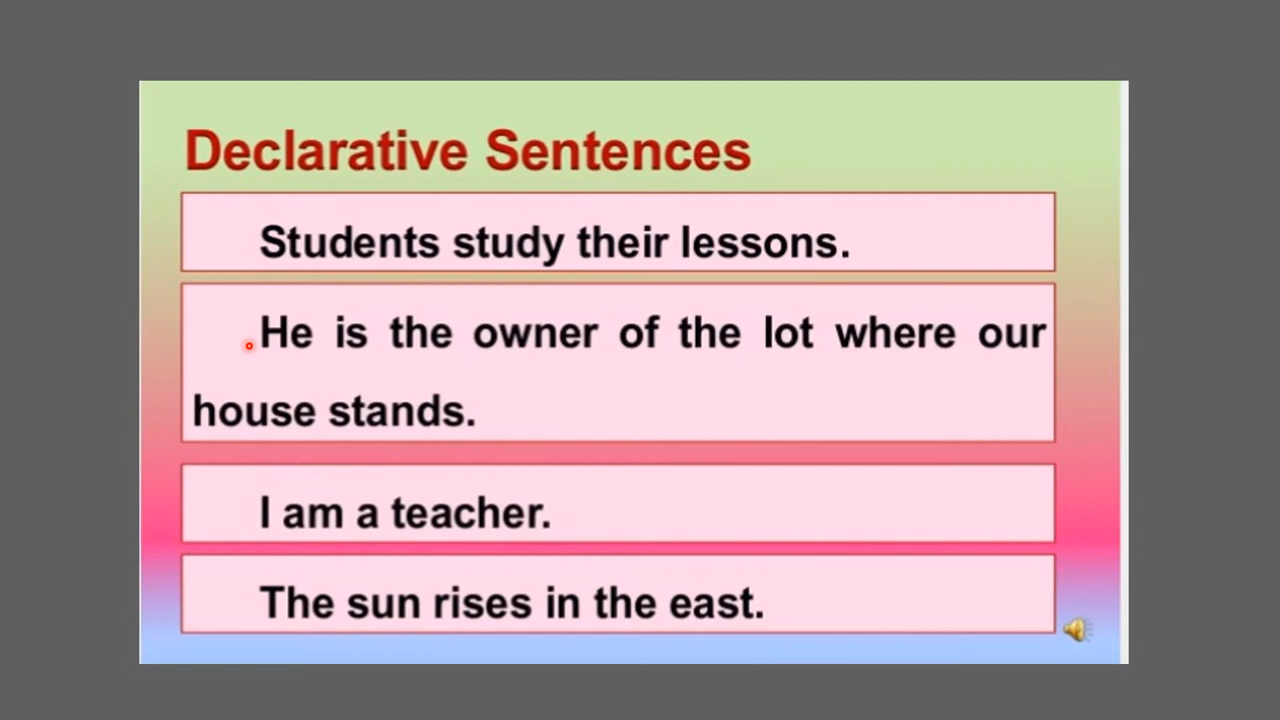 Declarative Sentences
Students study their lessons.
He is the owner of the lot where our
house stands.
I am a teacher.
The sun rises in the east.